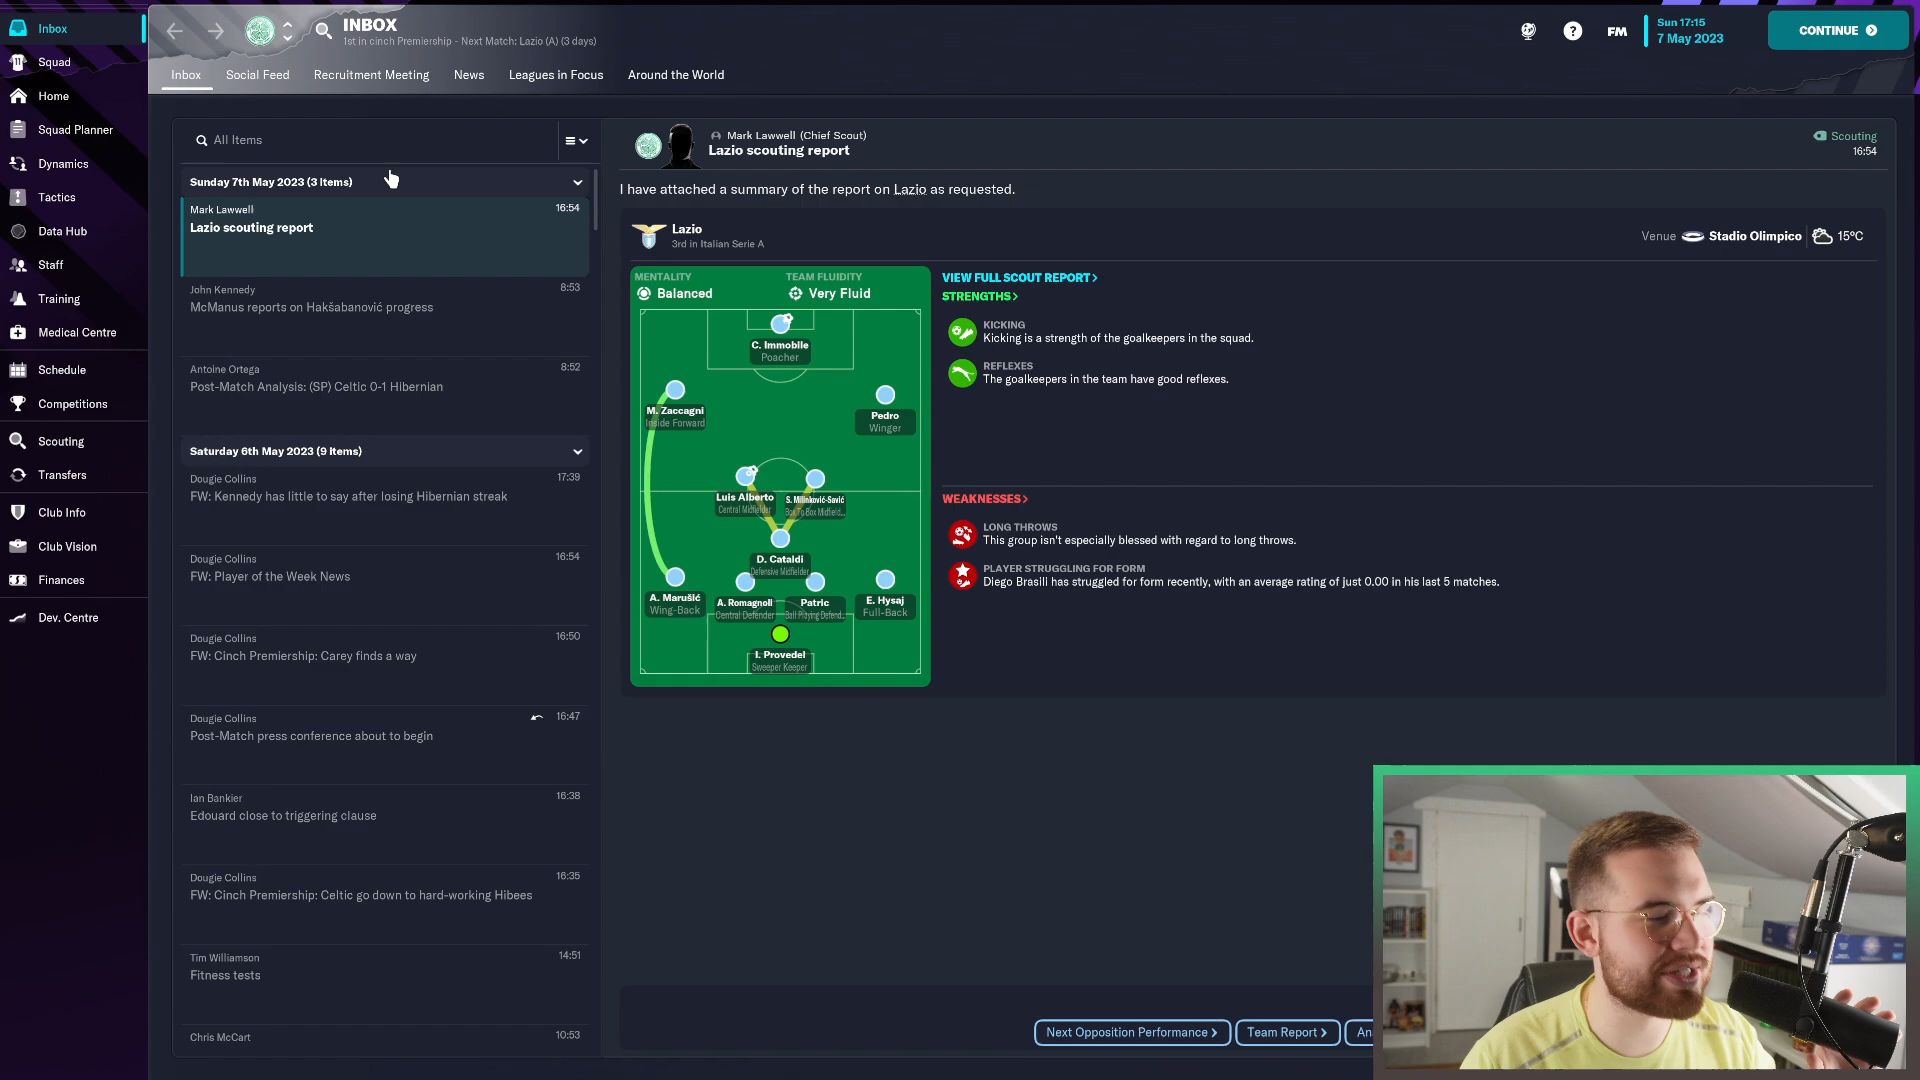 Inbox
Squad
Home
Squad Planner
Dynamics
Tactics
Data Hub
Staff
Training
Medical Centre
Schedule
Competitions
Scouting
Transfers
Club Info
Club Vision
Finances
Dev. Centre
INBOX
1st in cinch Premiership - Next Match: Lazio (A) (3 days)
FM
Sun 17:15
7 May 2023
CONTINUE
Inbox Social Feed Recruitment Meeting News Leagues in Focus Around the World
All Items
Sunday 7th May 2023 (3 Items)
Mark Lawwell 16:54
Lazio scouting report
John Kennedy 8:53
McManus reports on Hakšabanović progress
Antoine Ortega 8:52
Post-Match Analysis: (SP) Celtic 0-1 Hibernian
Saturday 6th May 2023 (9 Items)
Dougie Collins 17:39
FW: Kennedy has little to say after losing Hibernian streak
Dougie Collins 16:54
FW: Player of the Week News
Dougie Collins 16:50
FW: Cinch Premiership: Carey finds a way
Dougie Collins 16:47
Post-Match press conference about to begin
Ian Bankier 16:38
Edouard close to triggering clause
Dougie Collins 16:35
FW: Cinch Premiership: Celtic go down to hard-working Hibees
Tim Williamson 14:51
Fitness tests
Chris McCart 10:53
Mark Lawwell (Chief Scout)
Lazio scouting report
Scouting
16:54
I have attached a summary of the report on Lazio as requested.
Lazio
3rd in Italian Serie A
Venue Stadio Olimpico 15°C
MENTALITY TEAM FLUIDITY
Balanced Very Fluid
C. Immobile
Poacher
M. Zaccagni
Inside Forward
Pedro
Winger
Luis Alberto
Central Midfielder
S. Milinković-Savić
Box To Box Midfield...
D. Cataldi
Defensive Midfielder
A. Marušić
Wing-Back
A. Romagnoli
Central Defender
Patric
Ball Playing Defend...
E. Hysaj
Full-Back
I. Provedel
Sweeper Keeper
VIEW FULL SCOUT REPORT>
STRENGTHS>
KICKING
Kicking is a strength of the goalkeepers in the squad.
REFLEXES
The goalkeepers in the team have good reflexes.
WEAKNESSES>
LONG THROWS
This group isn't especially blessed with regard to long throws.
PLAYER STRUGGLING FOR FORM
Diego Brasili has struggled for form recently, with an average rating of just 0.00 in his last 5 matches.
Next Opposition Performance > Team Report > An